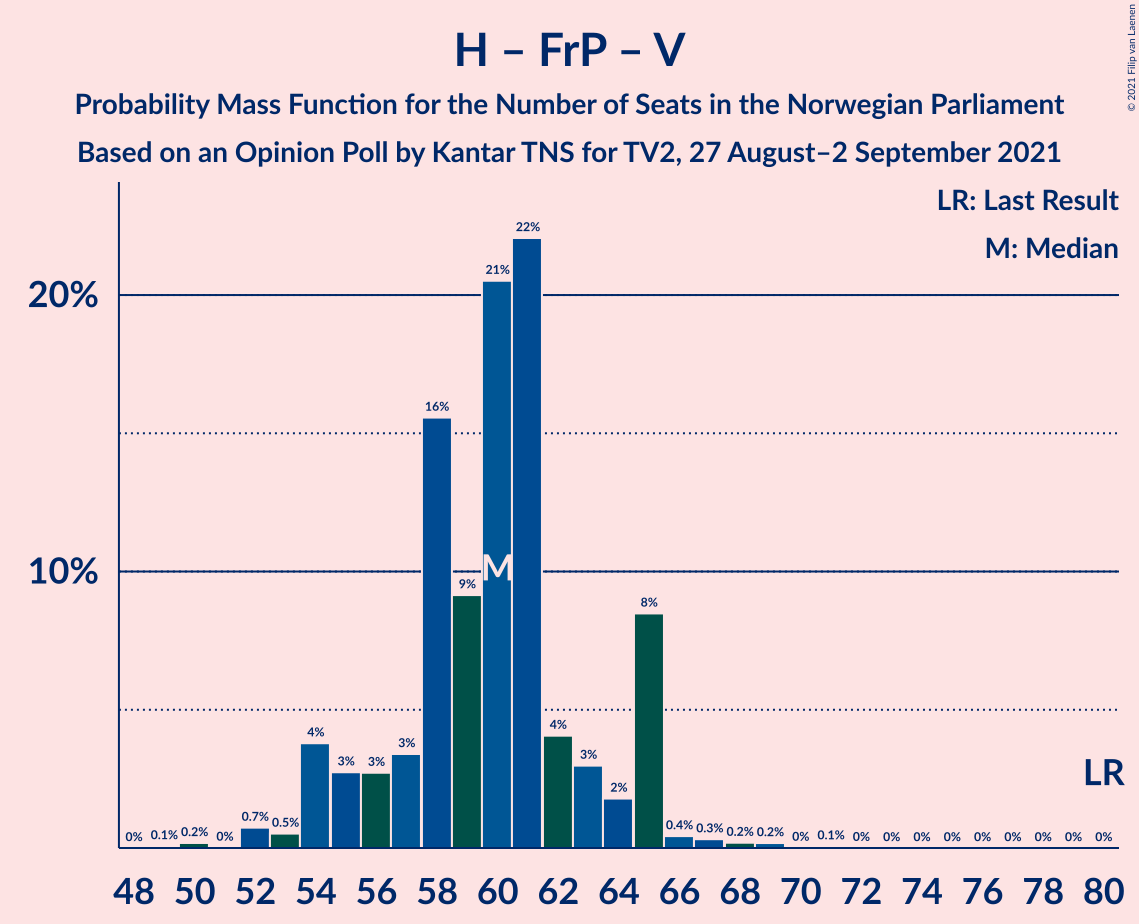 H – FrP – V
Probability Mass Function for the Number of Seats in the Norwegian Parliament
Based on an Opinion Poll by Kantar TNS for TV2, 27 August–2 September 2021
© 2021 Filip van Laenen
LR: Last Result
M: Median
20%
10%
0% 0.1% 0.2% 0% 0.7% 0.5% 4% 3% 3% 3% 16% 9% 21% 22% 4% 3% 2% 8% 0.4% 0.3% 0.2% 0.2% 0% 0.1% 0% 0% 0% 0% 0% 0% 0% 0% 0%
M
LR
48 50 52 54 56 58 60 62 64 66 68 70 72 74 76 78 80